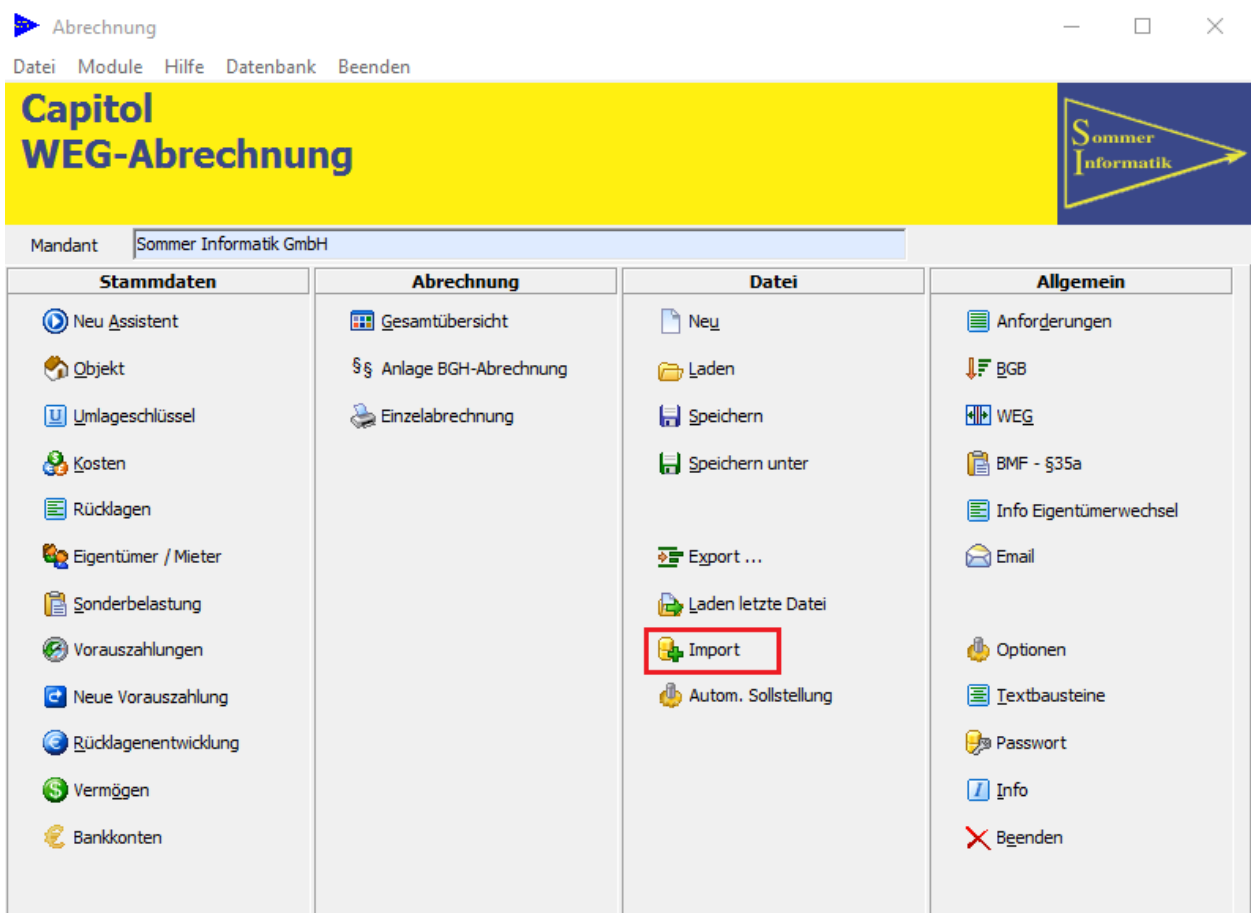 Abrechnung
Datei Module Hilfe Datenbank Beenden
Capitol
WEG-Abrechnung
Sommer
Informatik
Mandant Sommer Informatik GmbH
Stammdaten
Neu Assistent
Objekt
Umlageschlüssel
Kosten
Rücklagen
Eigentümer / Mieter
Sonderbelastung
Vorauszahlungen
Neue Vorauszahlung
Rücklagenentwicklung
Vermögen
Bankkonten
Abrechnung
Gesamtübersicht
§§ Anlage BGH-Abrechnung
Einzelabrechnung
Datei
Neu
Laden
Speichern
Speichern unter
Export ...
Laden letzte Datei
Import
Autom. Sollstellung
Allgemein
Anforderungen
BGB
WEG
BMF - §35a
Info Eigentümerwechsel
Email
Optionen
Textbausteine
Passwort
Info
Beenden